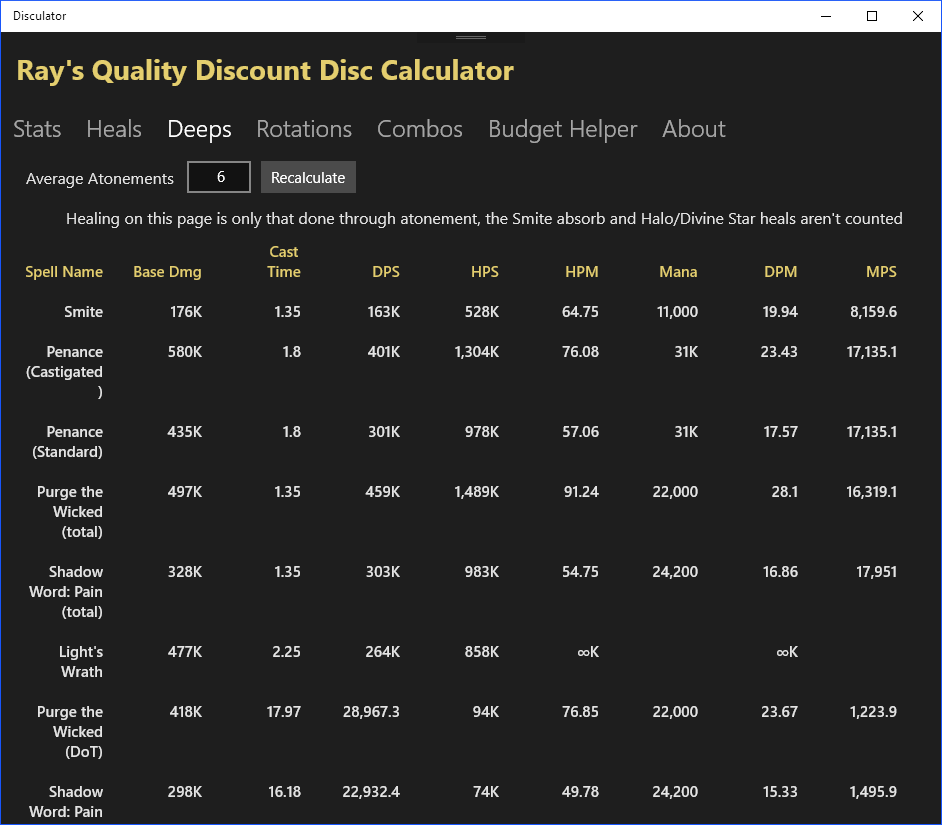 Disculator
Ray's Quality Discount Disc Calculator
Stats Heals Deeps Rotations Combos Budget Helper About
Average Atonements 6 Recalculate
Healing on this page is only that done through atonement, the Smite absorb and Halo/Divine Star heals aren't counted
Cast
Spell Name Base Dmg Time DPS HPS HPM Mana DPM MPS
Smite 176K 1.35 163K 528K 64.75 11,000 19.94 8,159.6
Penance 580K 1.8 401K 1,304K 76.08 31K 23.43 17,135.1
(Castigated
)
Penance 435K 1.8 301K 978K 57.06 31K 17.57 17,135.1
(Standard)
Purge the 497K 1.35 459K 1,489K 91.24 22,000 28.1 16,319.1
Wicked
(total)
Shadow 328K 1.35 303K 983K 54.75 24,200 16.86 17,951
Word: Pain
(total)
Light's 477K 2.25 264K 858K ∞K ∞K
Wrath
Purge the 418K 17.97 28,967.3 94K 76.85 22,000 23.67 1,223.9
Wicked
(DoT)
Shadow 298K 16.18 22,932.4 74K 49.78 24,200 15.33 1,495.9
Word: Pain